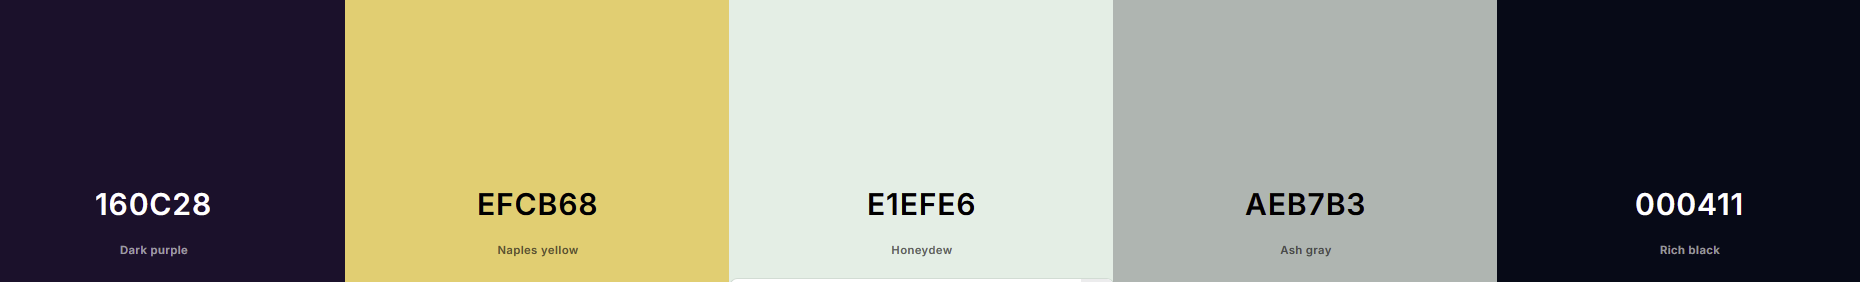 160C28
Dark purple
EFCB68
Naples yellow
E1EFE6
Honeydew
AEB7B3
Ash gray
000411
Rich black